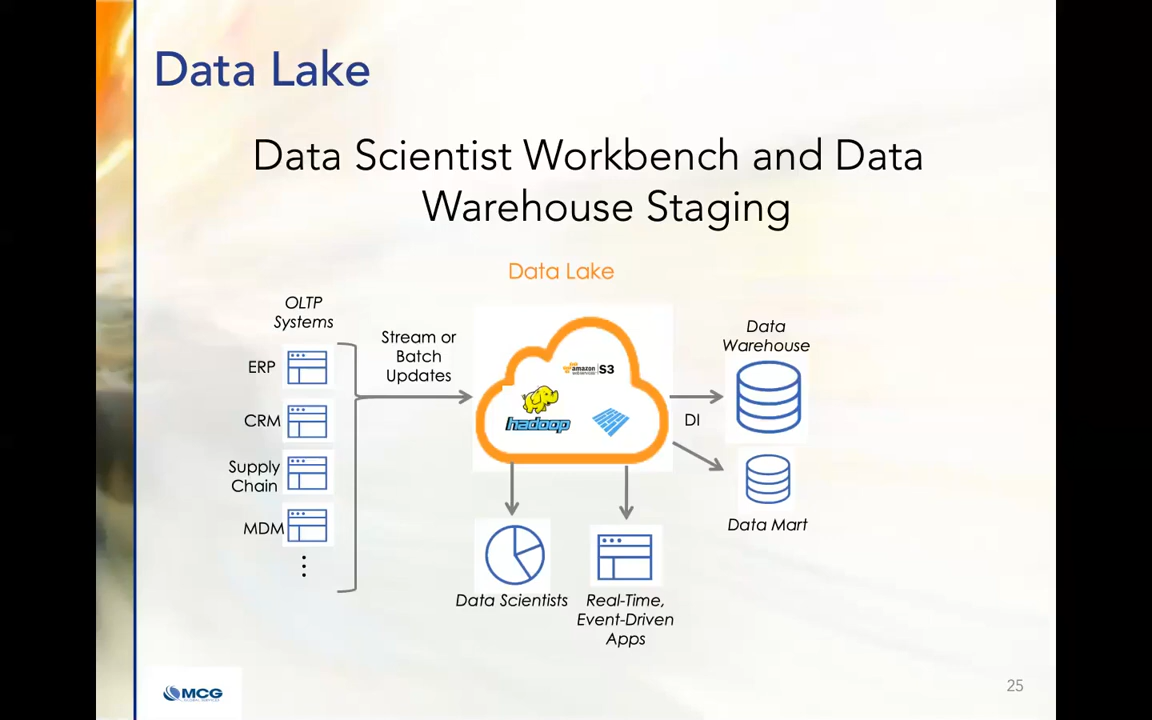 Data Lake
Data Scientist Workbench and Data
Warehouse Staging
Data Lake
OLTP
Systems
ERP
CRM
Supply
Chain
MDM
Stream or
Batch
Updates
amazon
S3
hadoop
DI
Data
Warehouse
Data Mart
Data Scientists
Real-Time,
Event-Driven
Apps
MCG
25